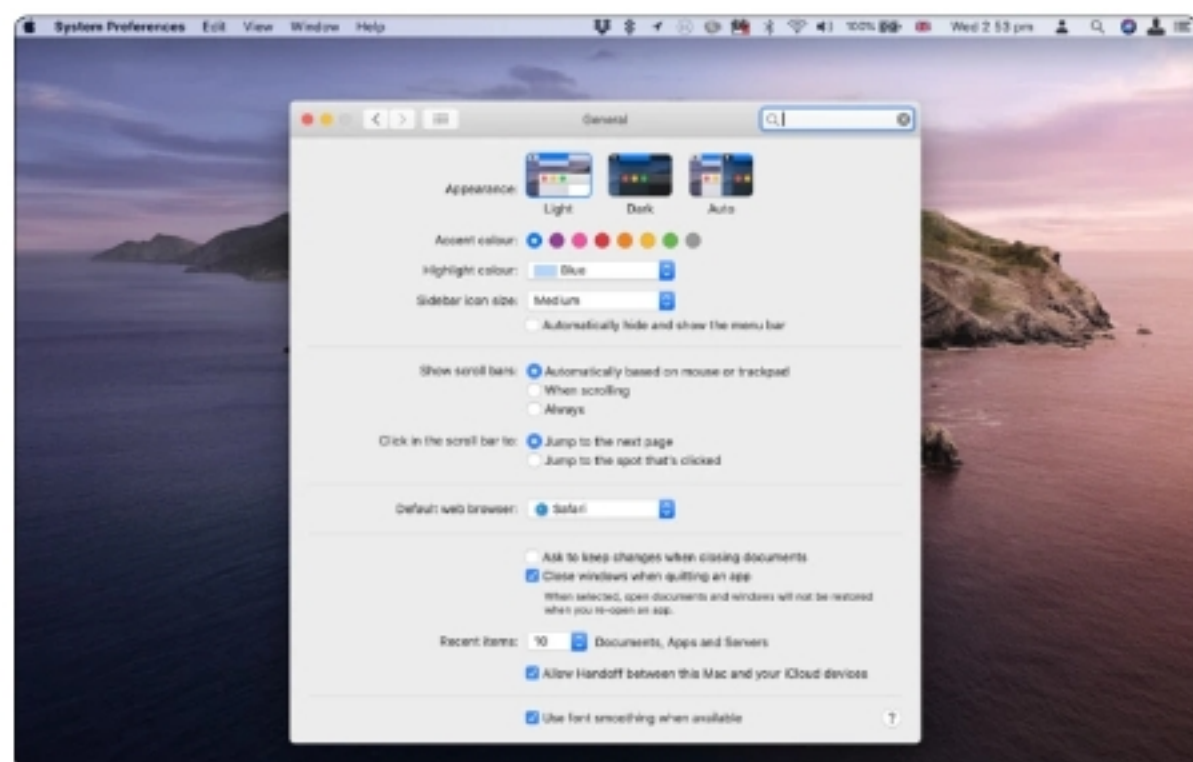 System Preferences Edit View Window Help 100% Wed 2 53 pm
General
Appearance:
Light Dark Auto
Accent colour:
Highlight colour: Blue
Sidebar icon size: Medium
Automatically hide and show the menu bar
Show scroll bars: Automatically based on mouse or trackpad
When scrolling
Always
Click in the scroll bar to: Jump to the next page
Jump to the spot that's clicked
Default web browser: Safari
Ask to keep changes when closing documents
Close windows when quitting an app
When selected, open documents and windows will not be restored
when you re-open an app.
Recent items: 10 Documents, Apps and Servers
Allow Handoff between this Mac and your iCloud devices
Use font smoothing when available ?